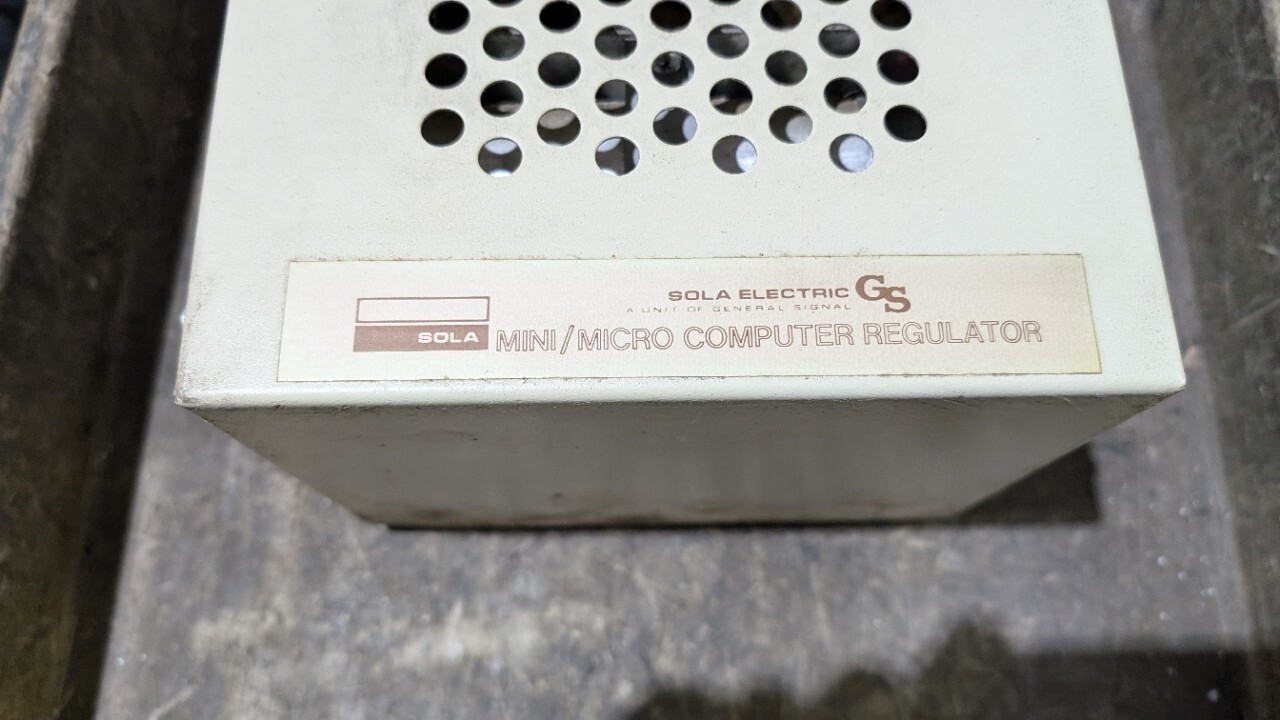 SOLA ELECTRIC GS
A UNIT OF GENERAL SIGNAL
SOLA MINI/MICRO COMPUTER REGULATOR